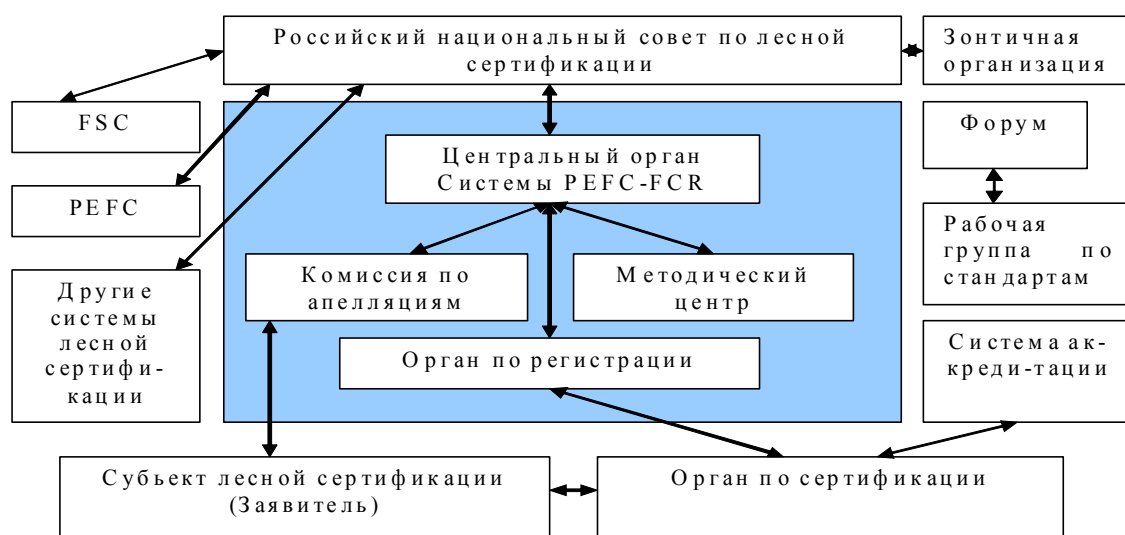 Российский национальный совет по лесной
сертификации
Зонтичная
организация
FSC
Форум
Центральный орган
Системы PEFC-FCR
PEFC
Рабочая
группа по
стандартам
Комиссия по
апелляциям
Методический
центр
Другие
системы
лесной
сертифи-
кации
Орган по регистрации
Система ак-
креди-тации
Субъект лесной сертификации
(Заявитель)
Орган по сертификации